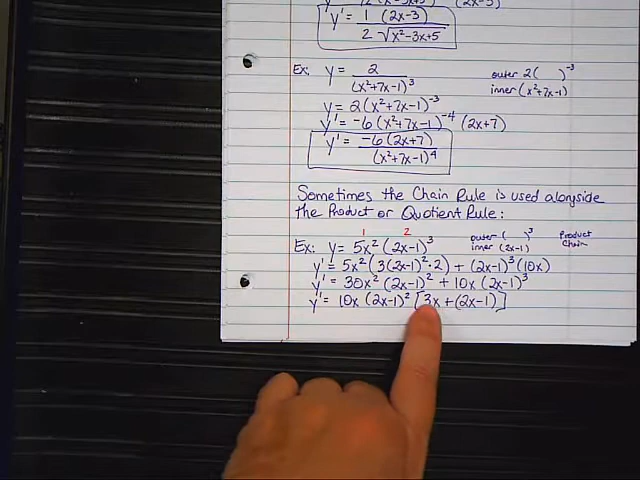 y' = 1 (2x-3) / 2 √x²-3x+5
Ex: y = 2 / (x²+7x-1)³ outer 2( )⁻³
inner (x²+7x-1)
y = 2(x²+7x-1)⁻³
y' = -6(x²+7x-1)⁻⁴ (2x+7)
y' = -6(2x+7) / (x²+7x-1)⁴
Sometimes the Chain Rule is used alongside
the Product or Quotient Rule:
1 2
Ex: y = 5x² (2x-1)³ outer ( )³ Product
inner (2x-1) Chain
y' = 5x² (3(2x-1)²·2) + (2x-1)³ (10x)
y' = 30x² (2x-1)² + 10x (2x-1)³
y' = 10x (2x-1)² [3x+(2x-1)]